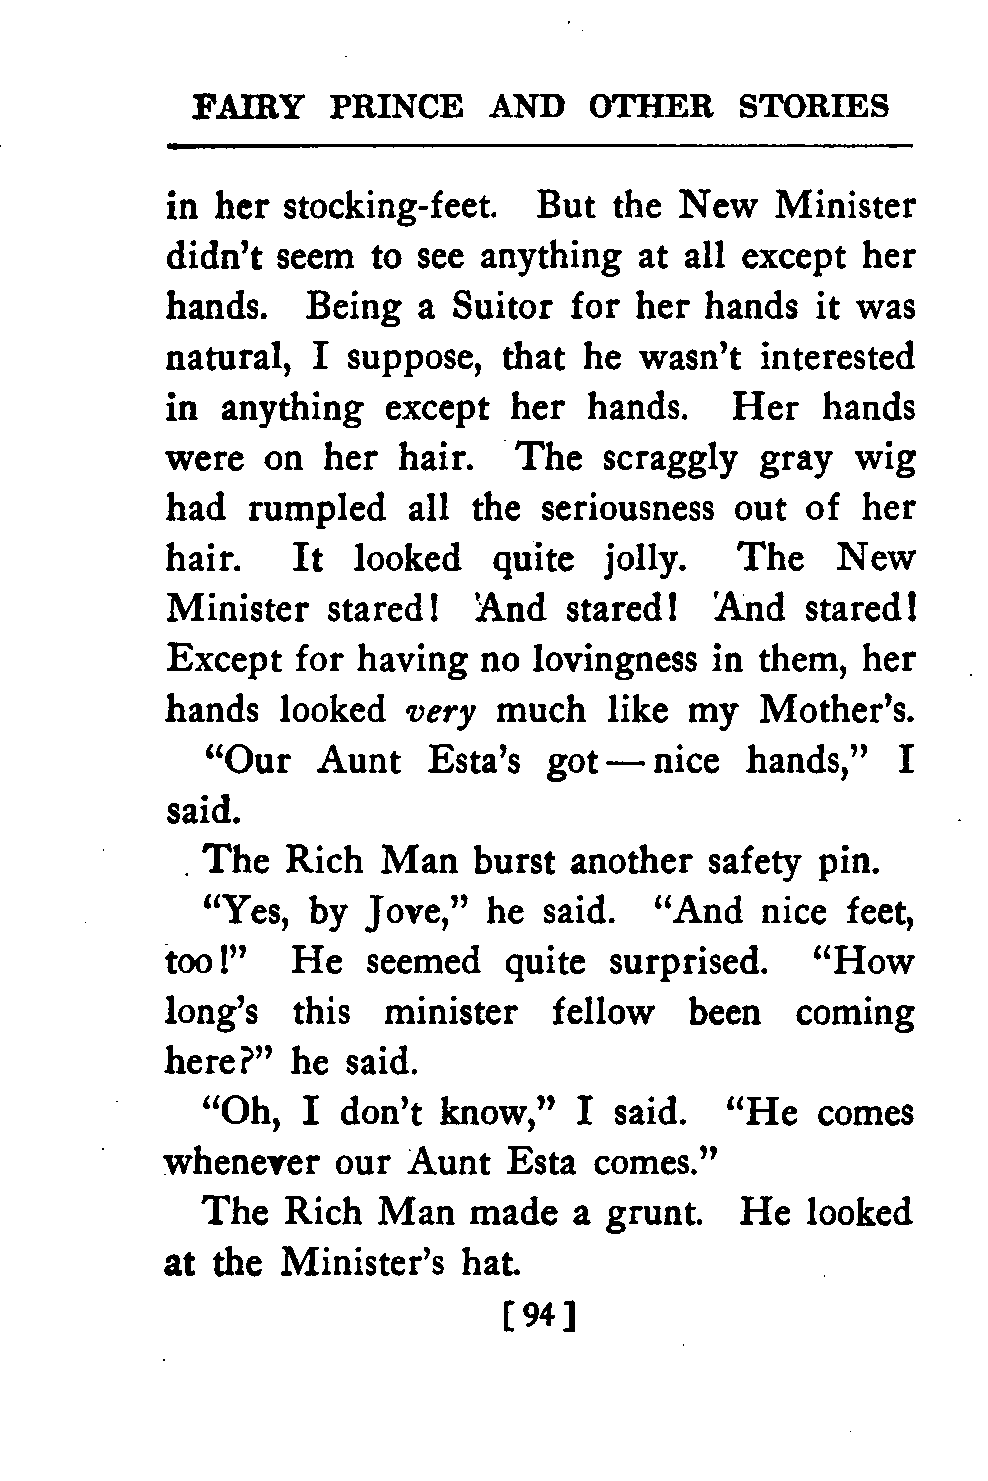 FAIRY PRINCE AND OTHER STORIES
in her stocking-feet. But the New Minister
didn't seem to see anything at all except her
hands. Being a Suitor for her hands it was
natural, I suppose, that he wasn't interested
in anything except her hands. Her hands
were on her hair. The scraggly gray wig
had rumpled all the seriousness out of her
hair. It looked quite jolly. The New
Minister stared! And stared! And stared!
Except for having no lovingness in them, her
hands looked very much like my Mother's.
“Our Aunt Esta's got—nice hands,” I
said.
The Rich Man burst another safety pin.
“Yes, by Jove,” he said. “And nice feet,
too!” He seemed quite surprised. “How
long's this minister fellow been coming
here?” he said.
“Oh, I don't know,” I said. “He comes
whenever our Aunt Esta comes.”
The Rich Man made a grunt. He looked
at the Minister's hat.
[94]